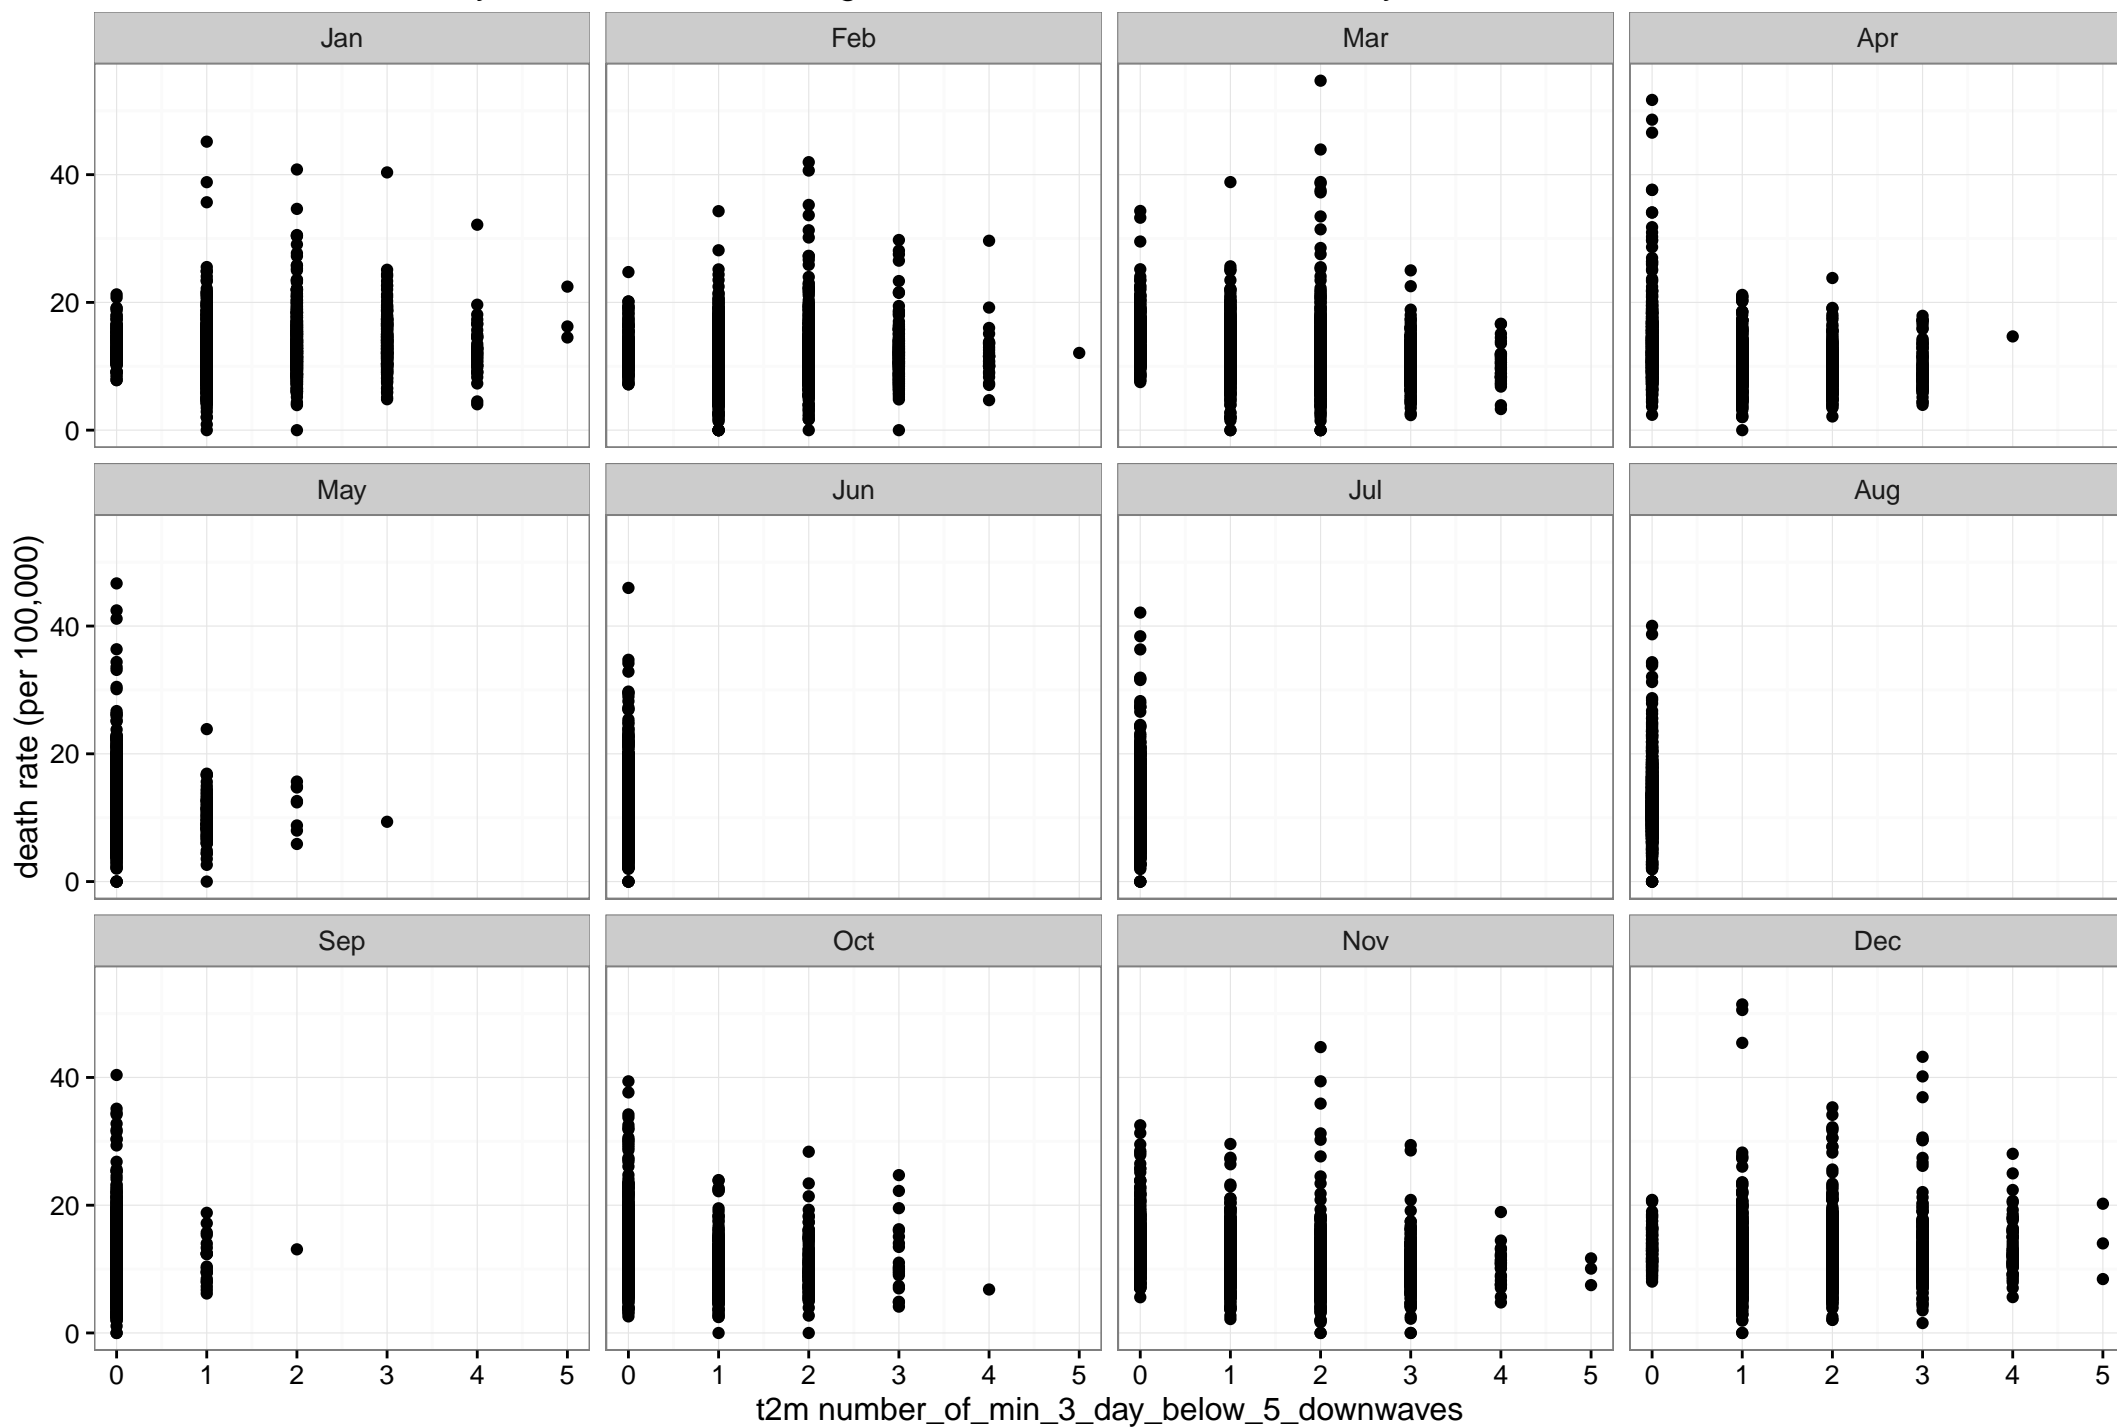 Jan Feb Mar Apr
40
20
0
May Jun Jul Aug
40
20
0
death rate (per 100,000)
Sep Oct Nov Dec
40
20
0
0 1 2 3 4 5 0 1 2 3 4 5 0 1 2 3 4 5 0 1 2 3 4 5
t2m number_of_min_3_day_below_5_downwaves